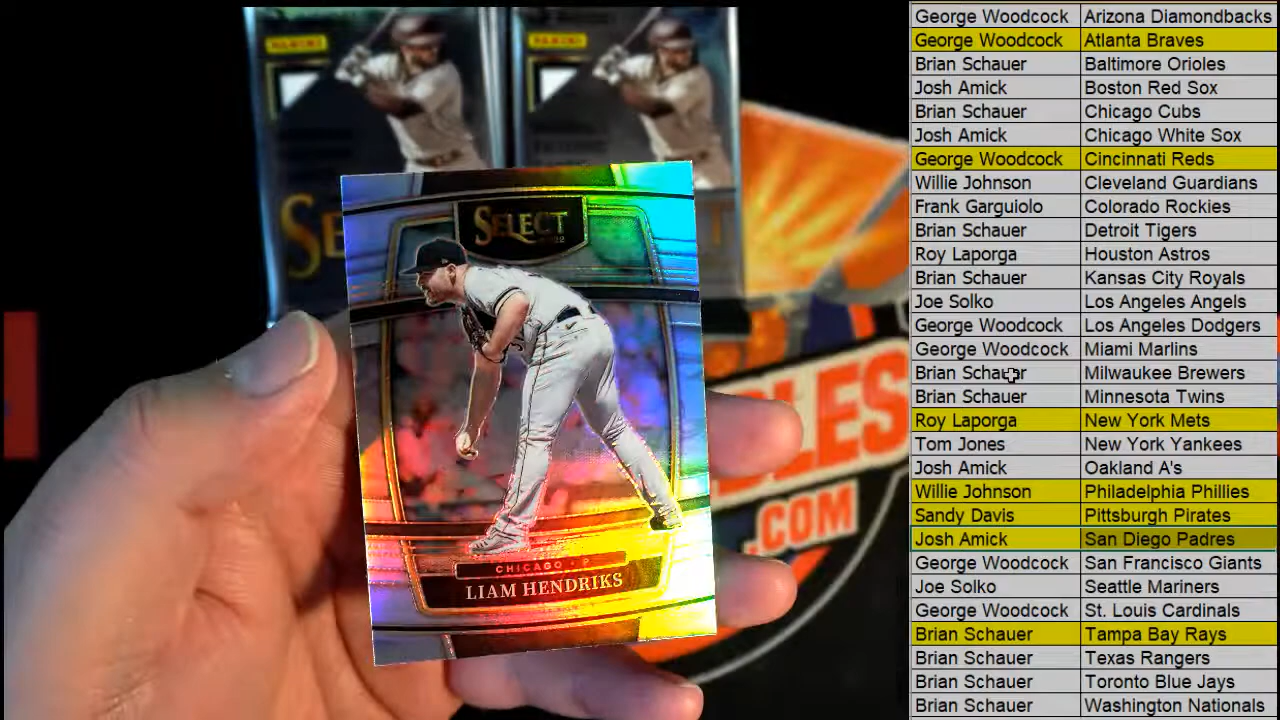 PANINI
PANINI
SELECT
2022
CHICAGO • P
LIAM HENDRIKS
.COM
George Woodcock Arizona Diamondbacks
George Woodcock Atlanta Braves
Brian Schauer Baltimore Orioles
Josh Amick Boston Red Sox
Brian Schauer Chicago Cubs
Josh Amick Chicago White Sox
George Woodcock Cincinnati Reds
Willie Johnson Cleveland Guardians
Frank Garguiolo Colorado Rockies
Brian Schauer Detroit Tigers
Roy Laporga Houston Astros
Brian Schauer Kansas City Royals
Joe Solko Los Angeles Angels
George Woodcock Los Angeles Dodgers
George Woodcock Miami Marlins
Brian Schauer Milwaukee Brewers
Brian Schauer Minnesota Twins
Roy Laporga New York Mets
Tom Jones New York Yankees
Josh Amick Oakland A's
Willie Johnson Philadelphia Phillies
Sandy Davis Pittsburgh Pirates
Josh Amick San Diego Padres
George Woodcock San Francisco Giants
Joe Solko Seattle Mariners
George Woodcock St. Louis Cardinals
Brian Schauer Tampa Bay Rays
Brian Schauer Texas Rangers
Brian Schauer Toronto Blue Jays
Brian Schauer Washington Nationals